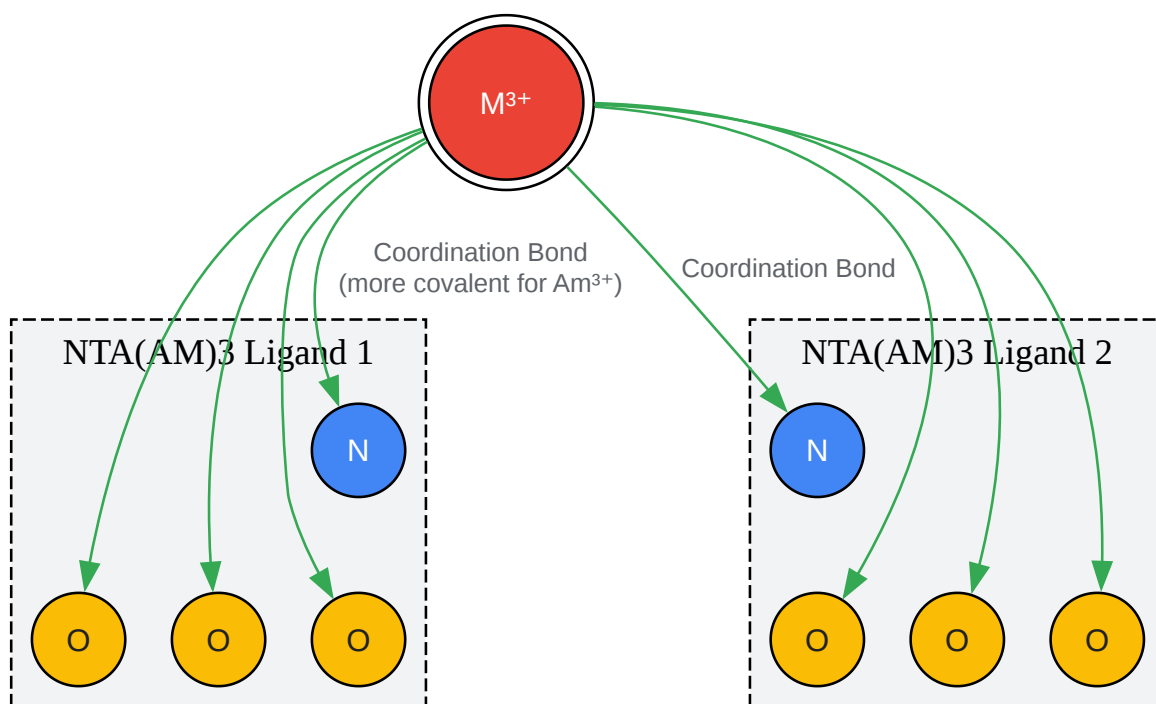 M³⁺
Coordination Bond
(more covalent for Am³⁺)
Coordination Bond
NTA(AM)3 Ligand 1
NTA(AM)3 Ligand 2
N
N
O
O
O
O
O
O